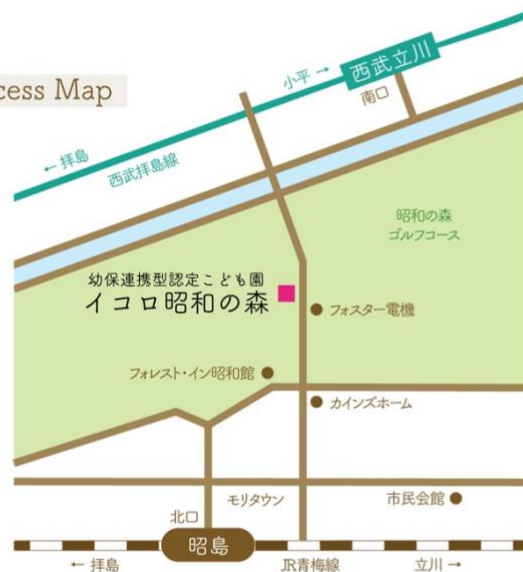 cess Map
西武立川
小平 →
南口
← 拝島
西武拝島線
昭和の森
ゴルフコース
幼保連携型認定こども園
イコロ昭和の森
フォスター電機
フォレスト・イン昭和館
カインズホーム
モリタウン
市民会館
北口
昭島
← 拝島
JR青梅線
立川 →